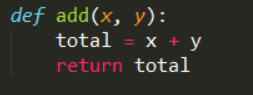 def add(x, y):
    total = x + y
    return total